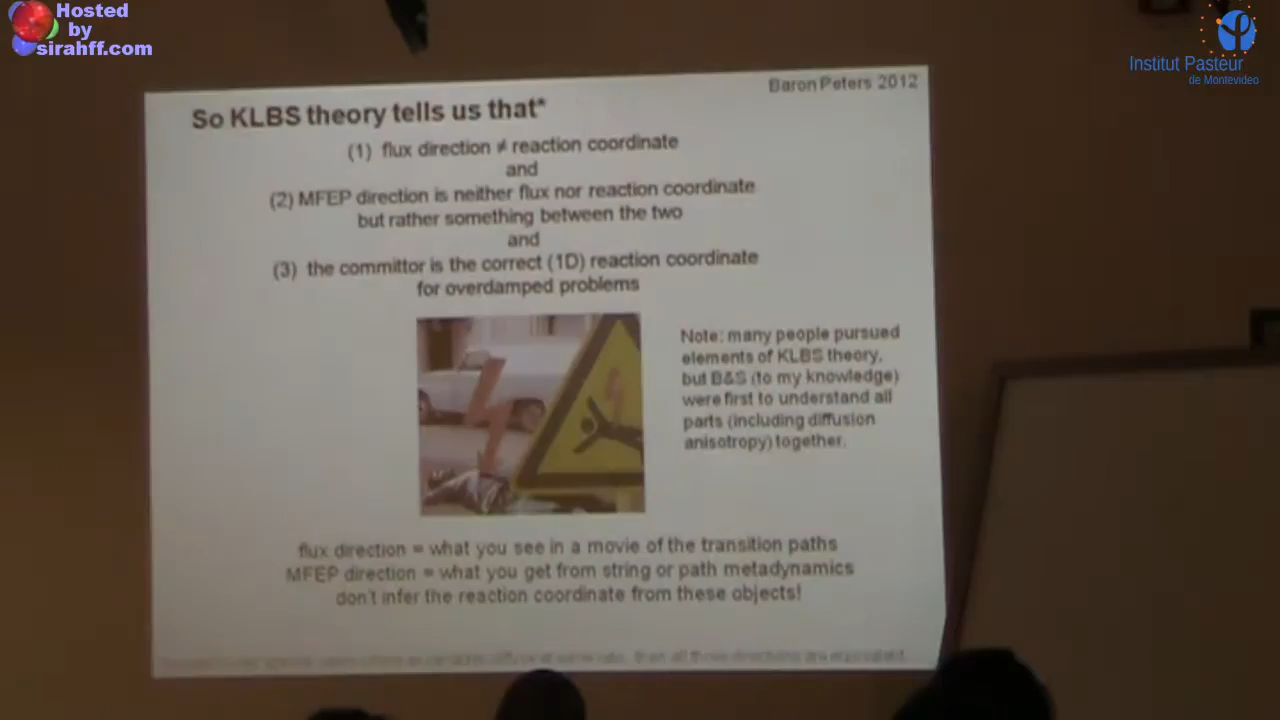 Hosted
by
sirahff.com
Institut Pasteur
de Montevideo
Baron Peters 2012
So KLBS theory tells us that*
(1) flux direction ≠ reaction coordinate
and
(2) MFEP direction is neither flux nor reaction coordinate
but rather something between the two
and
(3) the committor is the correct (1D) reaction coordinate
for overdamped problems
Note: many people pursued
elements of KLBS theory,
but B&S (to my knowledge)
were first to understand all
parts (including diffusion
anisotropy) together.
flux direction = what you see in a movie of the transition paths
MFEP direction = what you get from string or path metadynamics
don't infer the reaction coordinate from these objects!
all three directions are equivalent